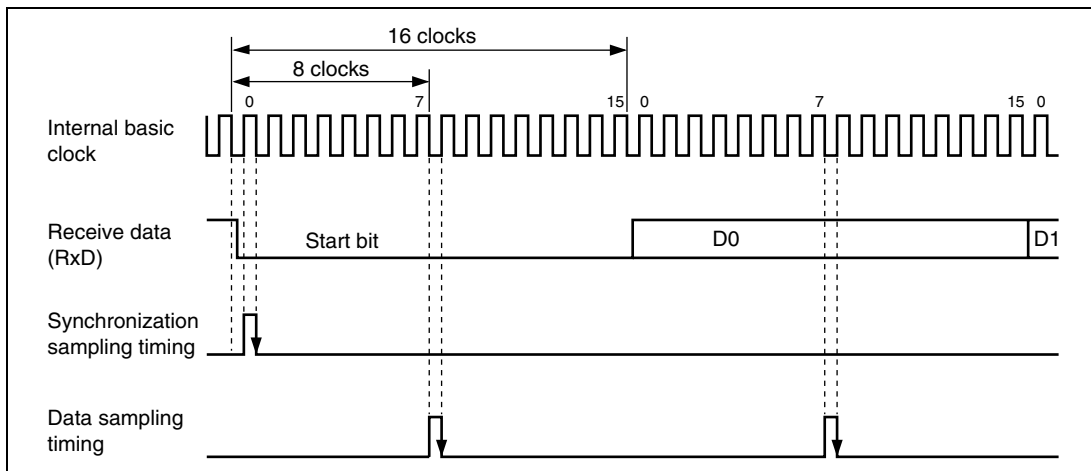 16 clocks
8 clocks
0 7 15 0 7 15 0
Internal basic
clock
Receive data
(RxD)
Start bit D0 D1
Synchronization
sampling timing
Data sampling
timing